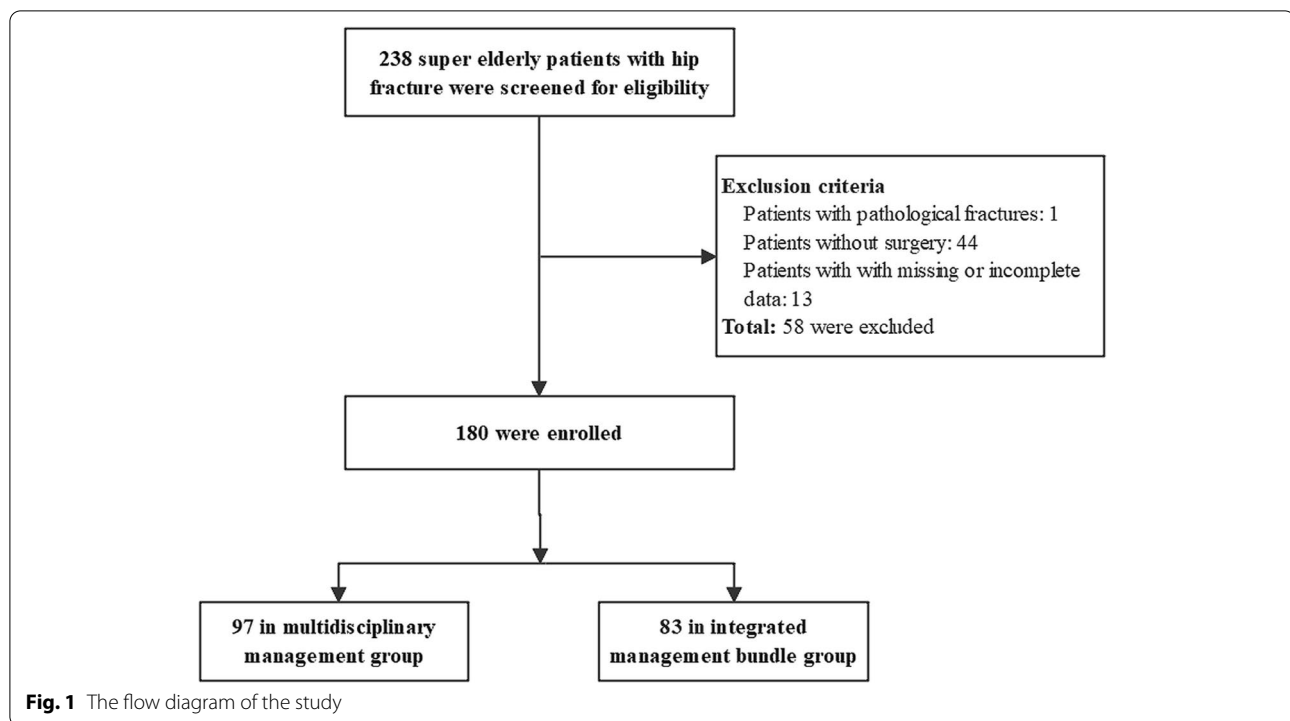 238 super elderly patients with hip
fracture were screened for eligibility
Exclusion criteria
Patients with pathological fractures: 1
Patients without surgery: 44
Patients with with missing or incomplete
data: 13
Total: 58 were excluded
180 were enrolled
97 in multidisciplinary
management group
83 in integrated
management bundle group
Fig. 1 The flow diagram of the study